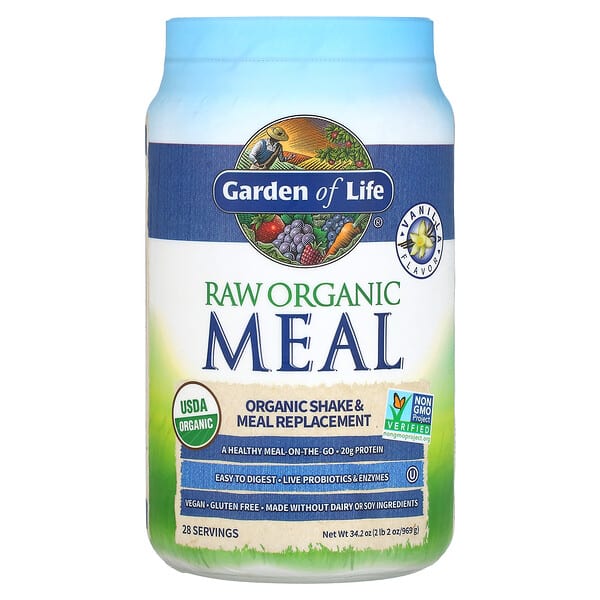 Garden of Life
®
VANILLA
FLAVOR
RAW ORGANIC
MEAL
USDA
ORGANIC
ORGANIC SHAKE &
MEAL REPLACEMENT
NON
GMO
Project
VERIFIED
nongmoproject.org
A HEALTHY MEAL-ON-THE-GO • 20g PROTEIN
EASY TO DIGEST • LIVE PROBIOTICS & ENZYMES
U
VEGAN • GLUTEN FREE • MADE WITHOUT DAIRY OR SOY INGREDIENTS
28 SERVINGS
Net Wt 34.2 oz (2 lb 2 oz/969 g)